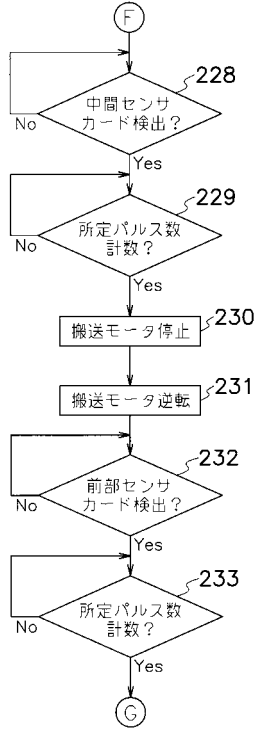 F
228
中間センサ
カード検出？
No
Yes
229
所定パルス数
計数？
No
Yes
搬送モータ停止
230
搬送モータ逆転
231
232
前部センサ
カード検出？
No
Yes
233
所定パルス数
計数？
No
Yes
G